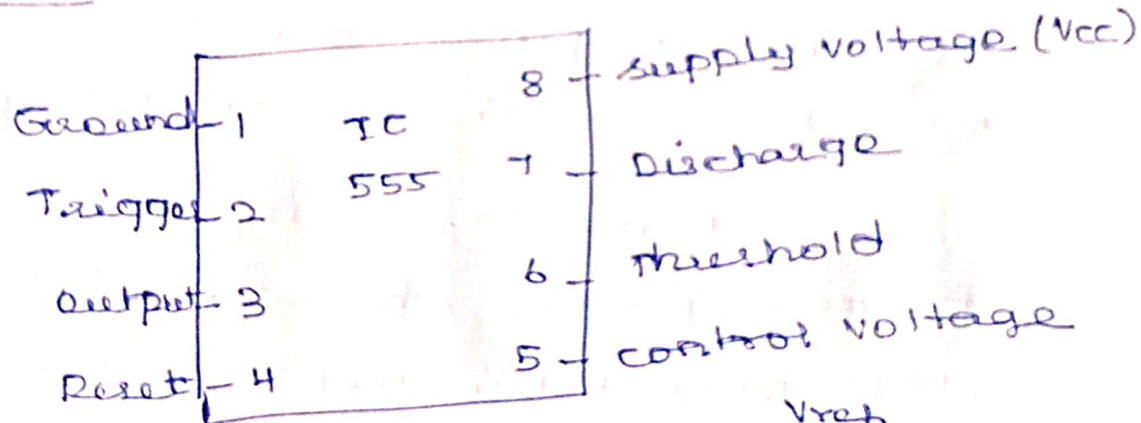 8 supply voltage (Vcc)
Ground 1 IC
555 7 Discharge
Trigger 2
6 Threshold
Output 3
5 control voltage
Reset 4
Vref